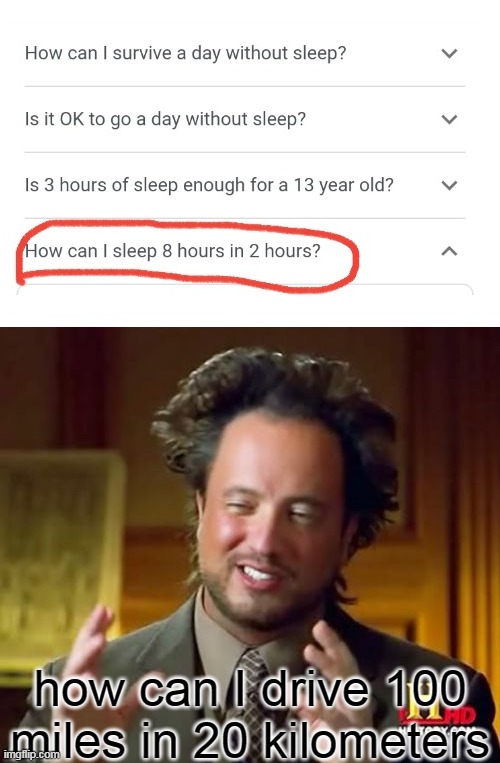 How can I survive a day without sleep?
Is it OK to go a day without sleep?
Is 3 hours of sleep enough for a 13 year old?
How can I sleep 8 hours in 2 hours?
how can I drive 100
H HD
miles in 20 kilometers
imgflip.com